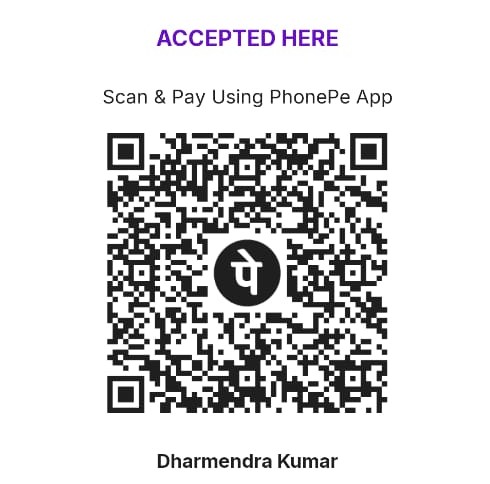 ACCEPTED HERE
Scan & Pay Using PhonePe App
पे
Dharmendra Kumar